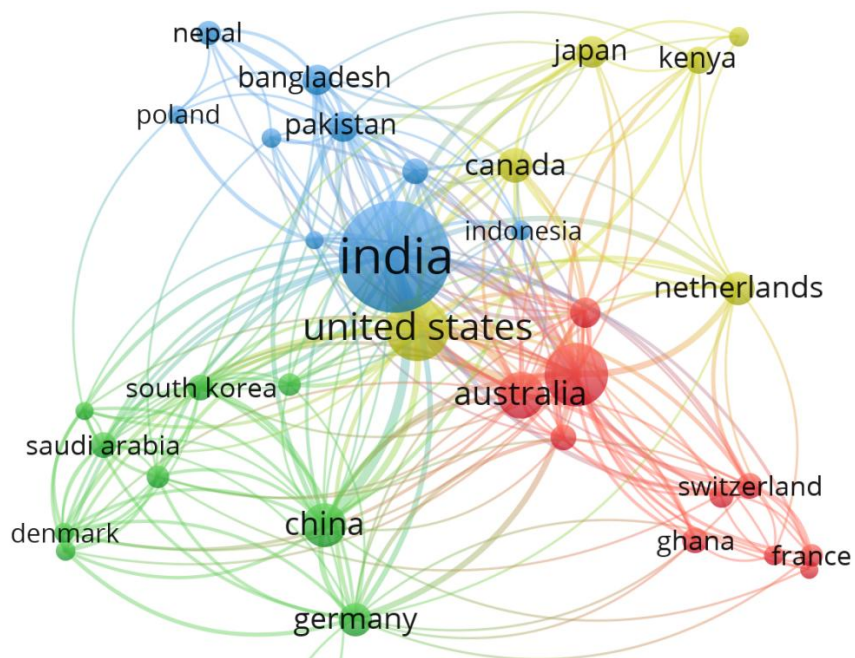 nepal
japan
kenya
bangladesh
poland
pakistan
canada
indonesia
india
netherlands
united states
south korea
australia
saudi arabia
switzerland
china
denmark
ghana
france
germany